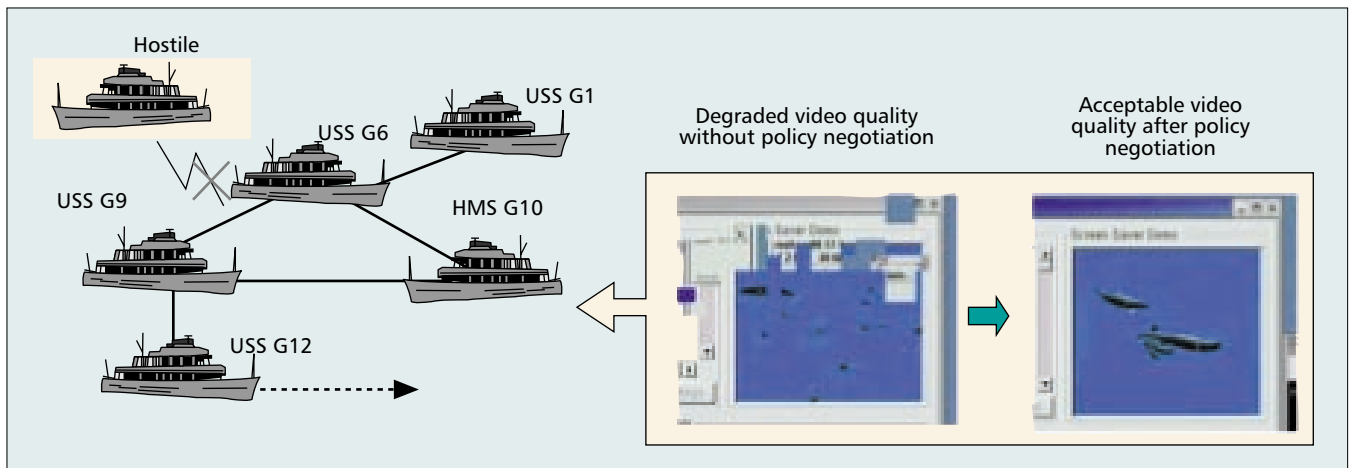 Hostile
USS G1
USS G6
USS G9
HMS G10
USS G12
Degraded video quality
without policy negotiation
Acceptable video
quality after policy
negotiation
Screen Saver Demo